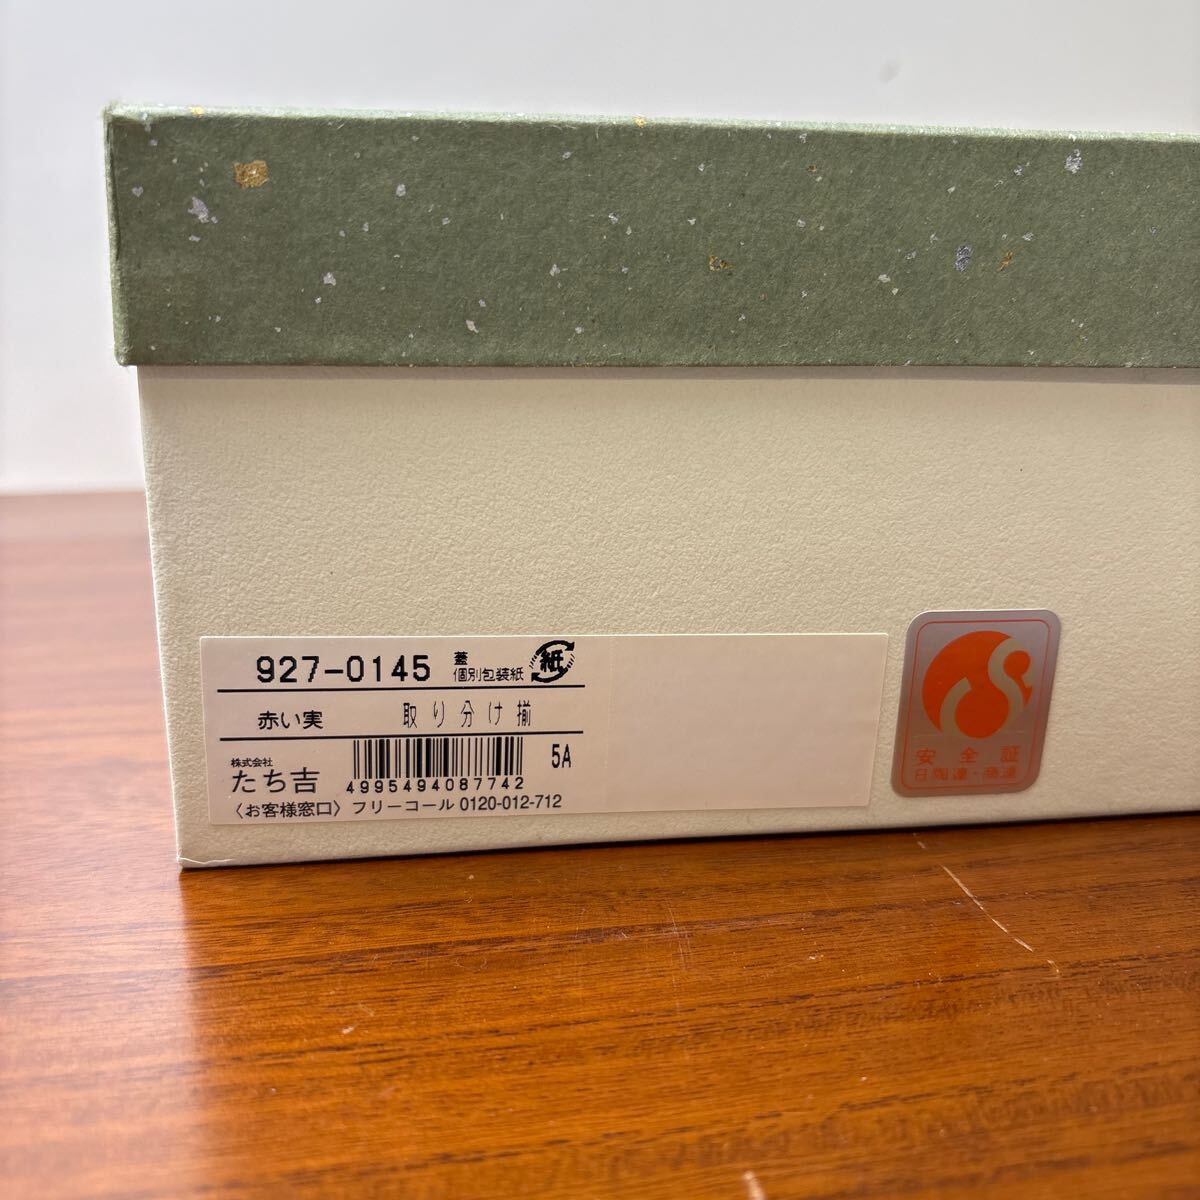 927-0145 蓋 紙
個別包装紙
赤い実 取り分け揃
株式会社
たち吉
4995494087742
5A
〈お客様窓口〉フリーコール 0120-012-712
安全証
日陶連・商連